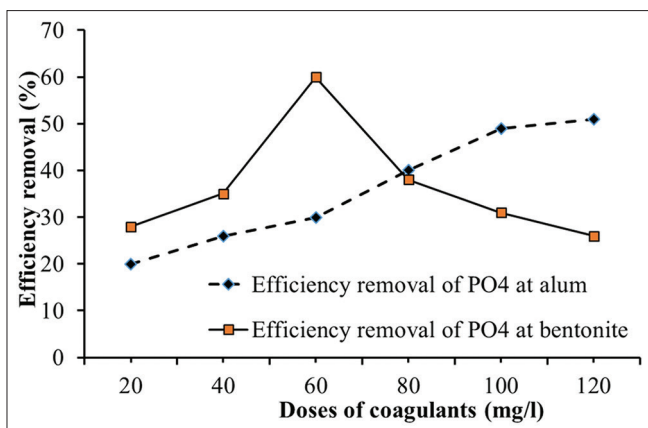 70
60
50
40
30
20
10
0
Efficiency removal (%)
Efficiency removal of PO4 at alum
Efficiency removal of PO4 at bentonite
20 40 60 80 100 120
Doses of coagulants (mg/l)